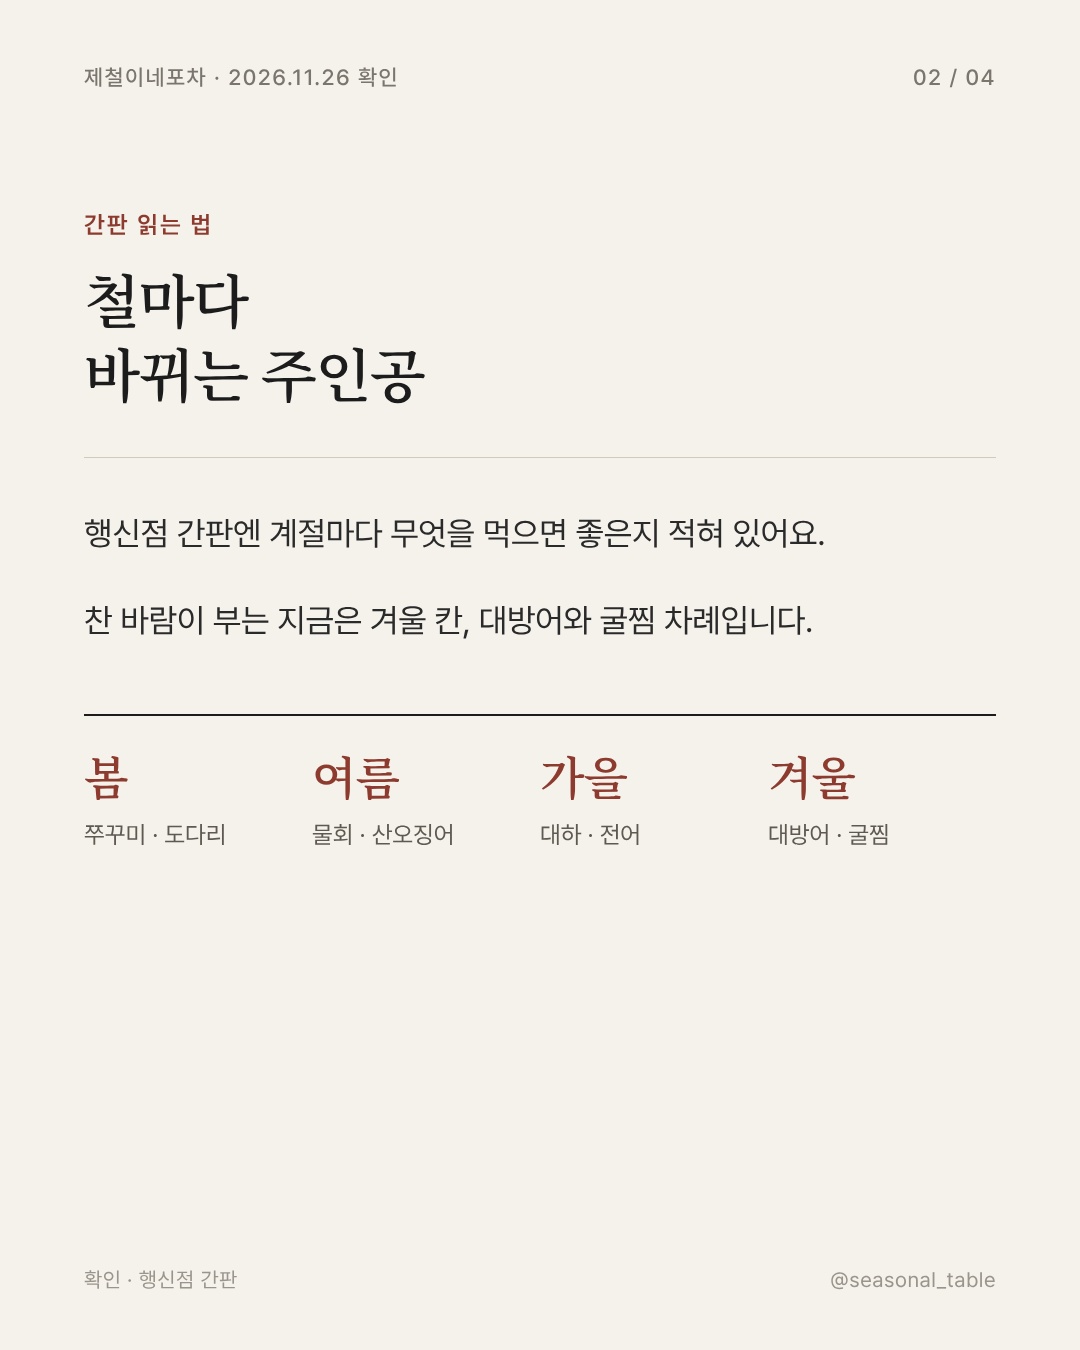 제철이네포차 · 2026.11.26 확인
02 / 04
간판 읽는 법
철마다
바뀌는 주인공
행신점 간판엔 계절마다 무엇을 먹으면 좋은지 적혀 있어요.
찬 바람이 부는 지금은 겨울 칸, 대방어와 굴찜 차례입니다.
봄
쭈꾸미 · 도다리
여름
물회 · 산오징어
가을
대하 · 전어
겨울
대방어 · 굴찜
확인 · 행신점 간판
@seasonal_table